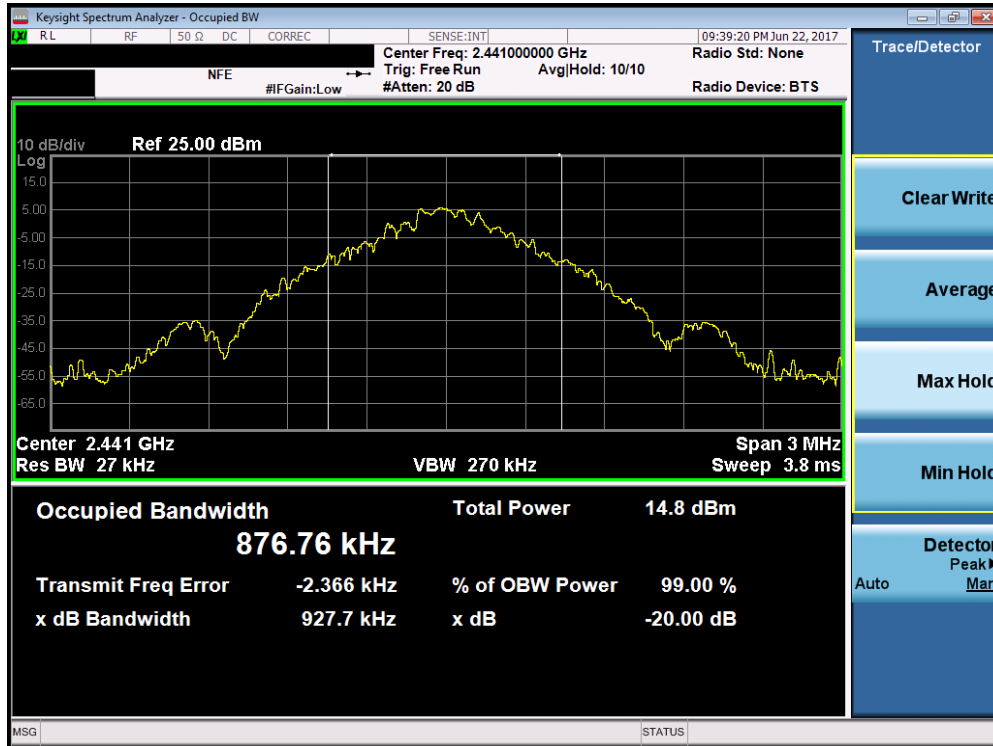 Keysight Spectrum Analyzer - Occupied BW
LXI RL RF 50 Ω DC CORREC SENSE:INT 09:39:20 PM Jun 22, 2017
Center Freq: 2.441000000 GHz Radio Std: None
NFE Trig: Free Run Avg|Hold: 10/10
#IFGain:Low #Atten: 20 dB Radio Device: BTS
10 dB/div Ref 25.00 dBm
Log
15.0
5.00
-5.00
-15.0
-25.0
-35.0
-45.0
-55.0
-65.0
Center 2.441 GHz Span 3 MHz
Res BW 27 kHz VBW 270 kHz Sweep 3.8 ms
Occupied Bandwidth Total Power 14.8 dBm
876.76 kHz
Transmit Freq Error -2.366 kHz % of OBW Power 99.00 %
x dB Bandwidth 927.7 kHz x dB -20.00 dB
MSG STATUS
Trace/Detector
Clear Write
Average
Max Hold
Min Hold
Detector
Peak
Auto Man